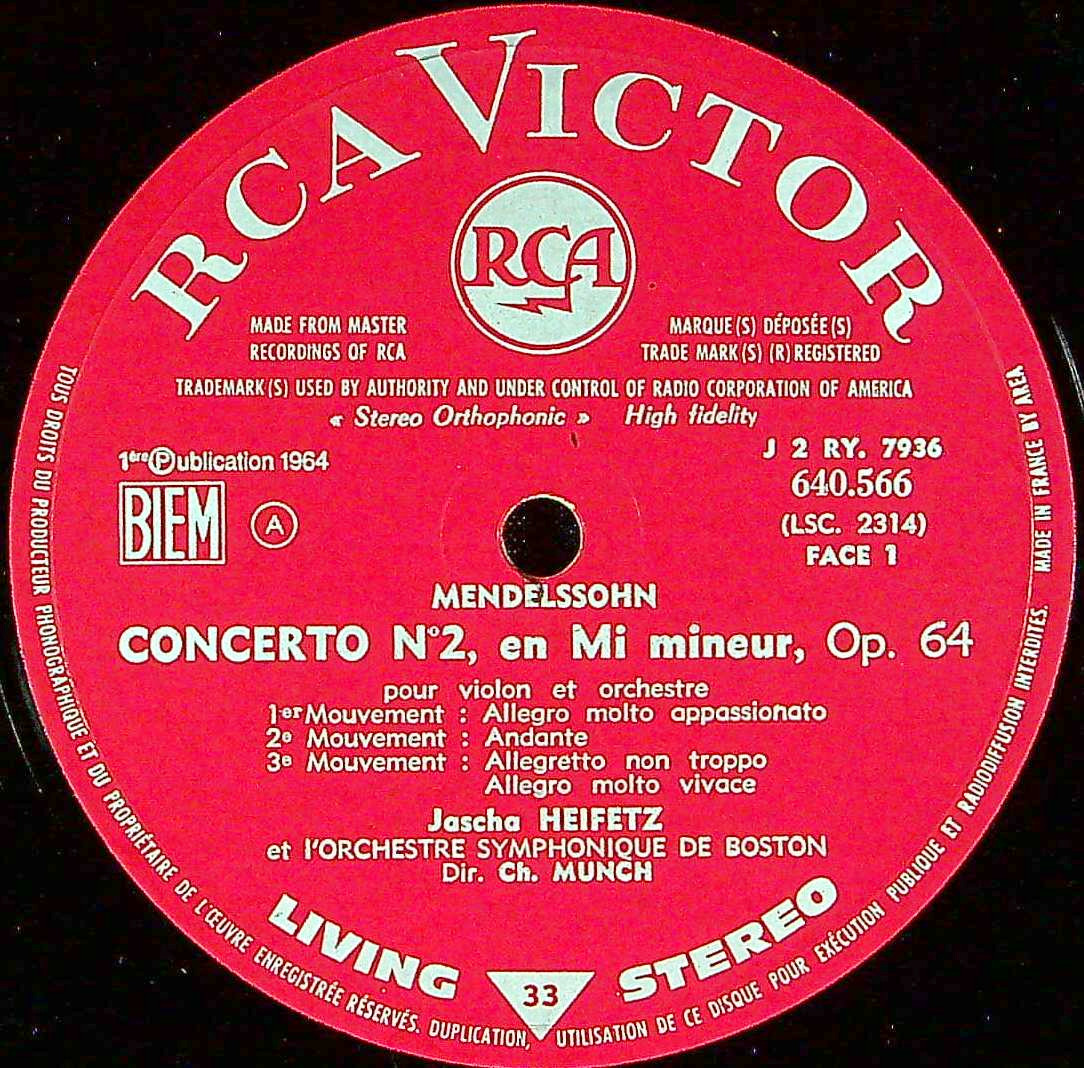 RCA VICTOR
RCA
MADE FROM MASTER
RECORDINGS OF RCA
MARQUE(S) DÉPOSÉE(S)
TRADE MARK(S) (R) REGISTERED
TRADEMARK(S) USED BY AUTHORITY AND UNDER CONTROL OF RADIO CORPORATION OF AMERICA
« Stereo Orthophonic » High fidelity
1ère Ⓟublication 1964
BIEM
A
J 2 RY. 7936
640.566
(LSC. 2314)
FACE 1
MENDELSSOHN
CONCERTO N°2, en Mi mineur, Op. 64
pour violon et orchestre
1er Mouvement : Allegro molto appassionato
2e Mouvement : Andante
3e Mouvement : Allegretto non troppo
Allegro molto vivace
Jascha HEIFETZ
et l'ORCHESTRE SYMPHONIQUE DE BOSTON
Dir. Ch. MUNCH
LIVING STEREO
33
TOUS DROITS DU PRODUCTEUR PHONOGRAPHIQUE ET DU PROPRIÉTAIRE DE L'ŒUVRE ENREGISTRÉE RÉSERVÉS. DUPLICATION, UTILISATION DE CE DISQUE POUR EXÉCUTION PUBLIQUE ET RADIODIFFUSION INTERDITES. MADE IN FRANCE BY AREA